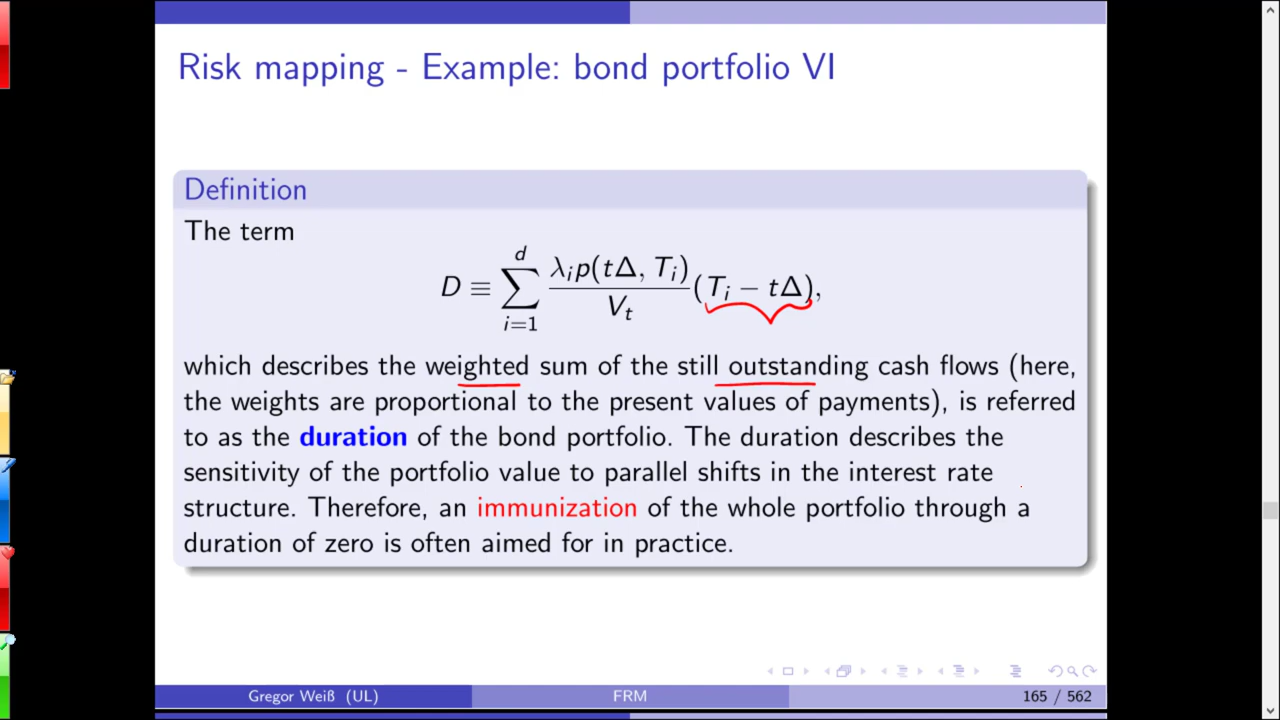 Risk mapping - Example: bond portfolio VI
Definition
The term
D ≡ ∑_{i=1}^{d} \frac{λ_i p(tΔ, T_i)}{V_t} (T_i − tΔ),
which describes the weighted sum of the still outstanding cash flows (here,
the weights are proportional to the present values of payments), is referred
to as the duration of the bond portfolio. The duration describes the
sensitivity of the portfolio value to parallel shifts in the interest rate
structure. Therefore, an immunization of the whole portfolio through a
duration of zero is often aimed for in practice.
Gregor Weiß (UL) FRM 165 / 562